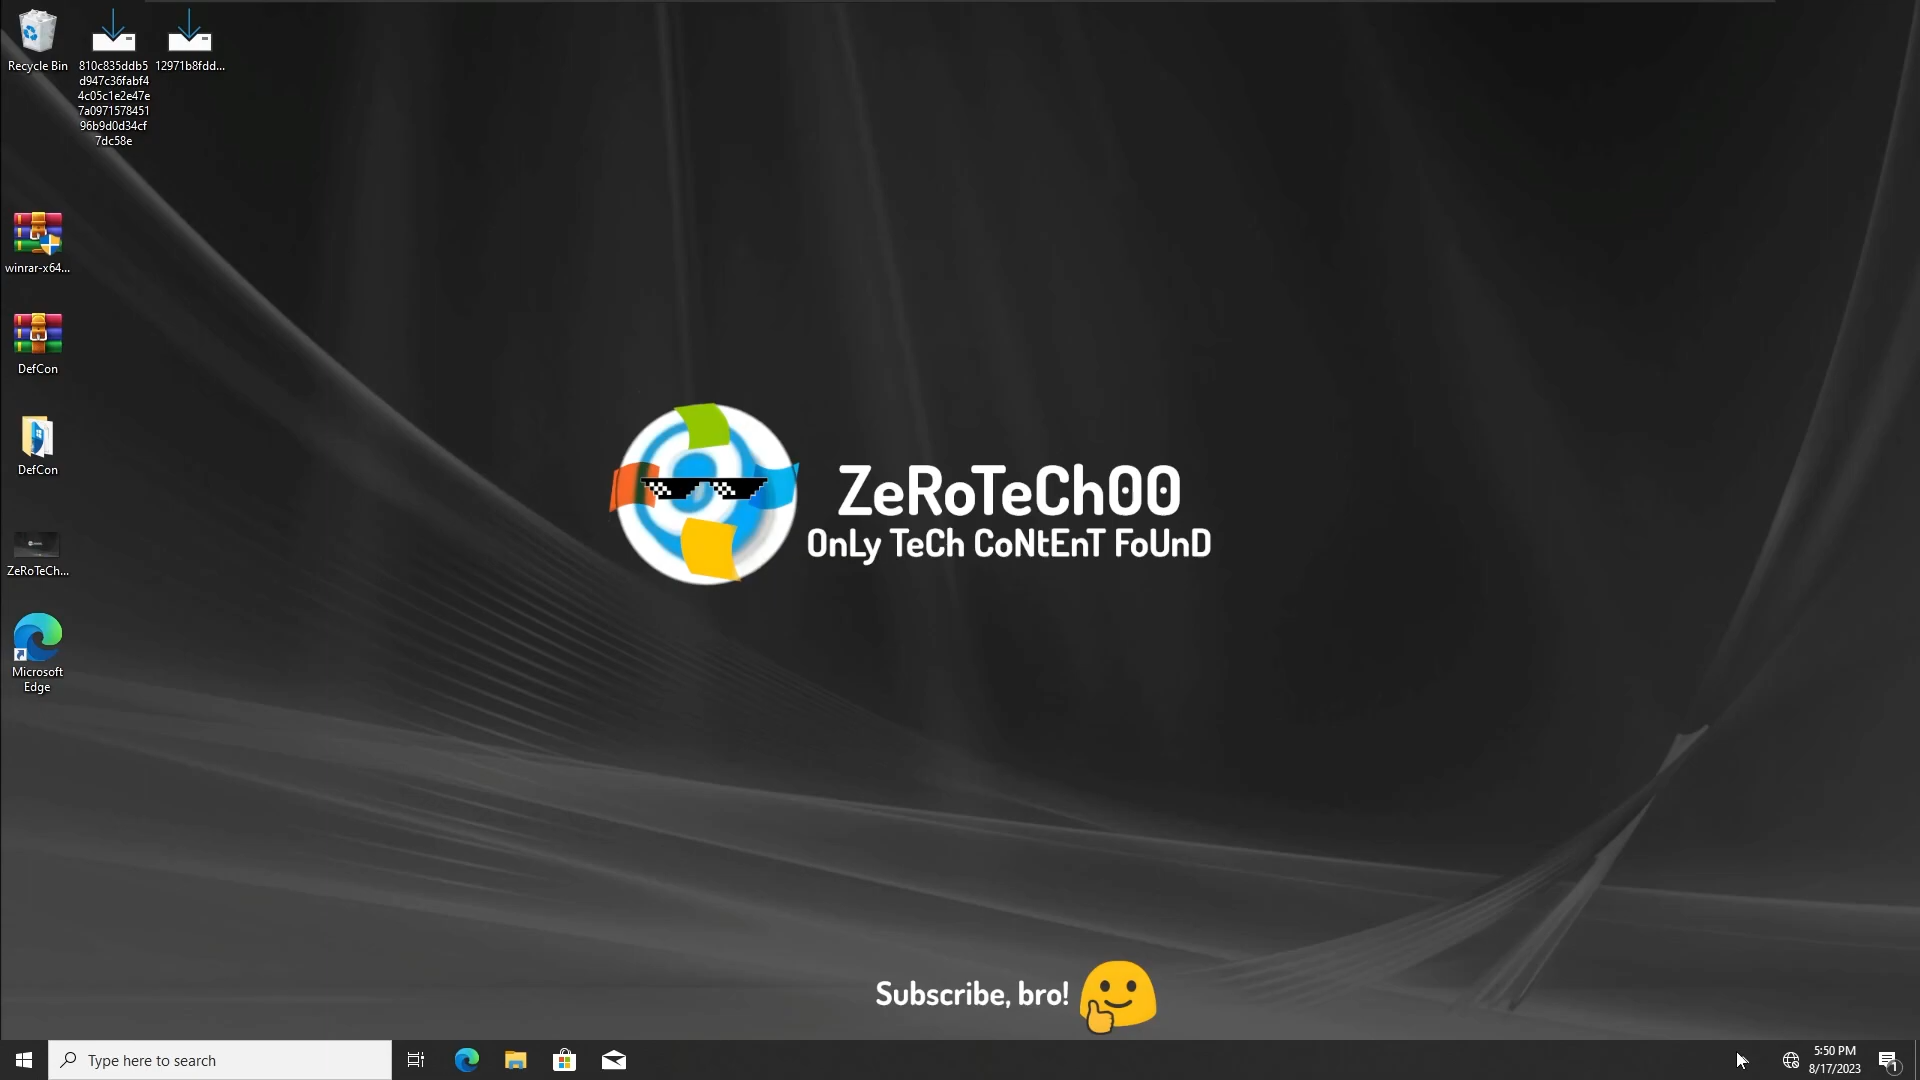 Recycle Bin
810c835ddb5
d947c36fabf4
4c05c1e2e47e
7a0971578451
96b9d0d34cf
7dc58e
12971b8fdd...
winrar-x64...
DefCon
DefCon
ZeRoTeCh...
Microsoft
Edge
ZeRoTeCh00
OnLy TeCh CoNtEnT FoUnD
Subscribe, bro!
Type here to search
5:50 PM
8/17/2023
1